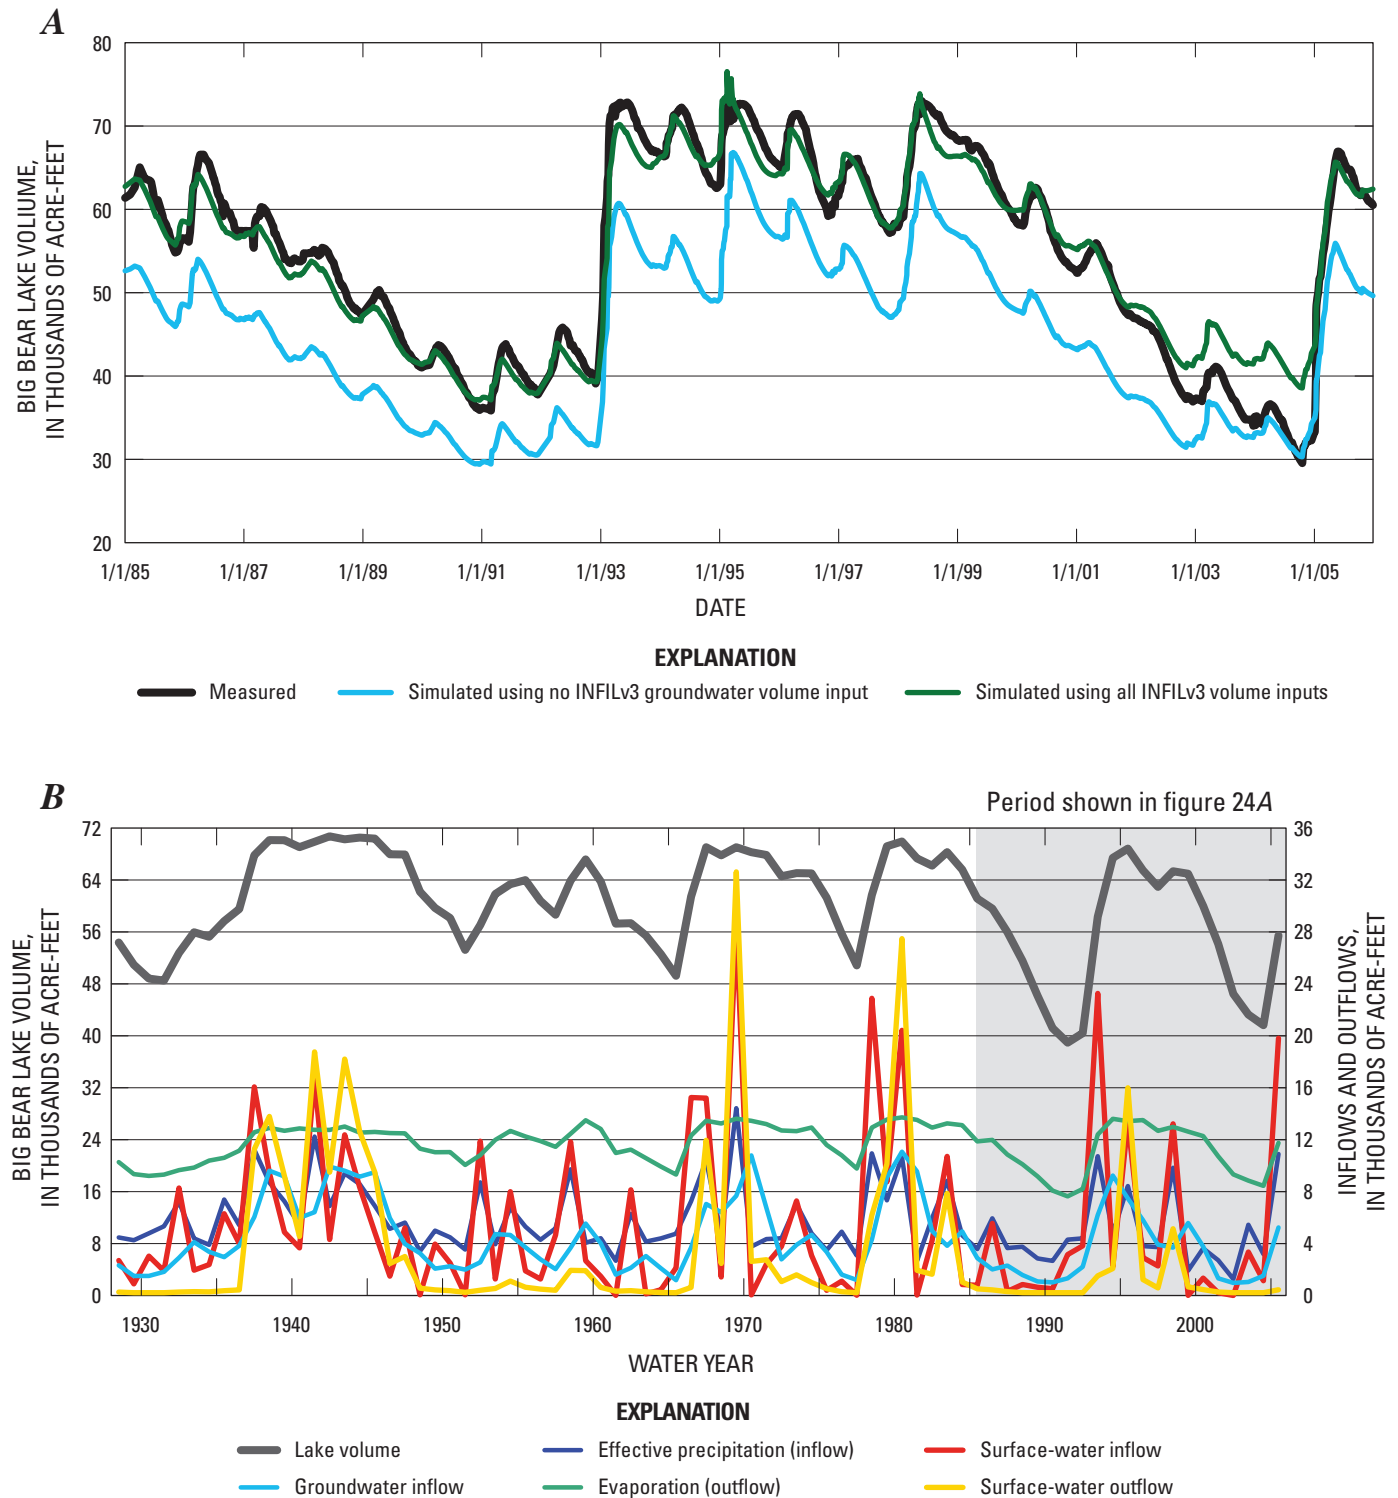 A
80
70
60
50
40
30
20
BIG BEAR LAKE VOLIUME,
IN THOUSANDS OF ACRE-FEET
1/1/85 1/1/87 1/1/89 1/1/91 1/1/93 1/1/95 1/1/97 1/1/99 1/1/01 1/1/03 1/1/05
DATE
EXPLANATION
Measured Simulated using no INFILv3 groundwater volume input Simulated using all INFILv3 volume inputs
B
Period shown in figure 24A
72 36
64 32
56 28
48 24
40 20
32 16
24 12
16 8
8 4
0 0
BIG BEAR LAKE VOLUME,
IN THOUSANDS OF ACRE-FEET
INFLOWS AND OUTFLOWS,
IN THOUSANDS OF ACRE-FEET
1930 1940 1950 1960 1970 1980 1990 2000
WATER YEAR
EXPLANATION
Lake volume Effective precipitation (inflow) Surface-water inflow
Groundwater inflow Evaporation (outflow) Surface-water outflow